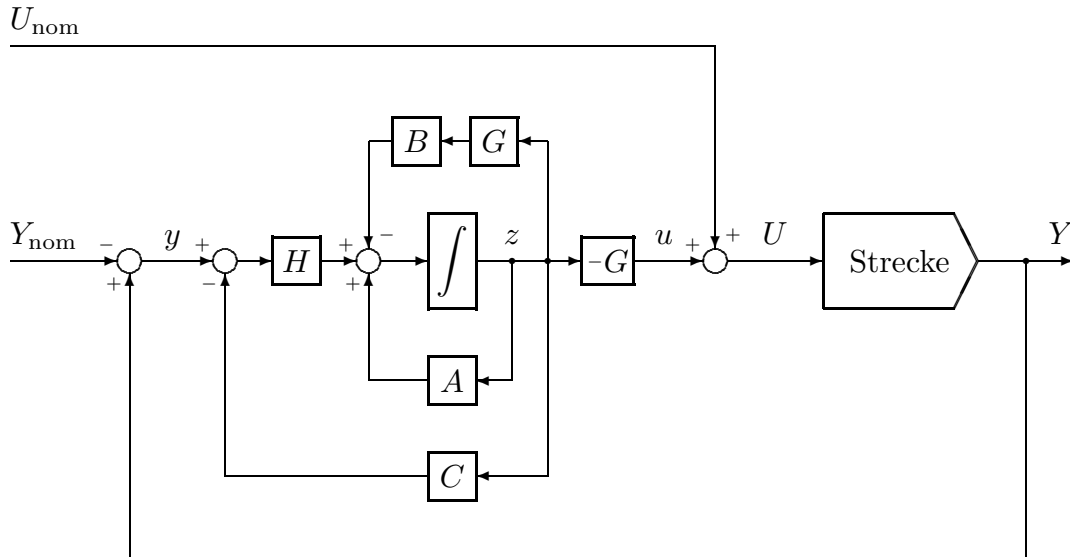 U_nom
B G
Y_nom − + y + − H + − + ∫ z -G u + + U Strecke Y
A
C